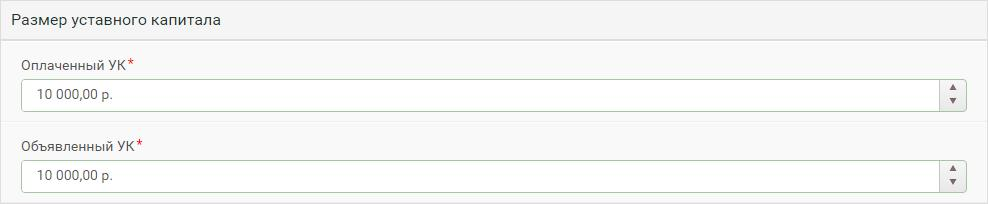 Размер уставного капитала
Оплаченный УК*
10 000,00 р.
Объявленный УК*
10 000,00 р.